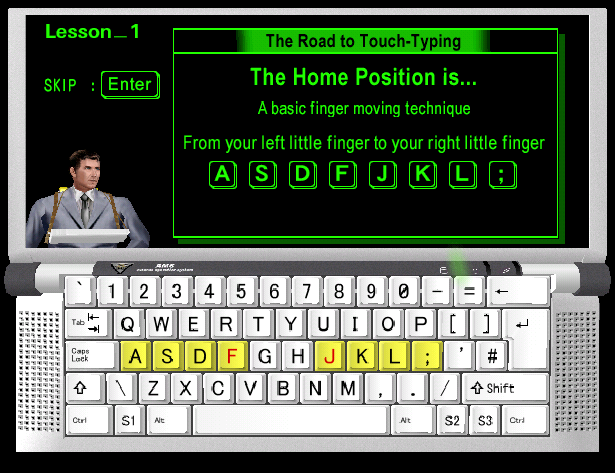 Lesson_1
The Road to Touch-Typing
SKIP : Enter
The Home Position is...
A basic finger moving technique
From your left little finger to your right little finger
A S D F J K L ;
AMS
` 1 2 3 4 5 6 7 8 9 0 - = ←
Tab Q W E R T Y U I O P [ ]
Caps Lock A S D F G H J K L ; ' #
\ Z X C V B N M , . / Shift
Ctrl S1 Alt Alt S2 S3 Ctrl